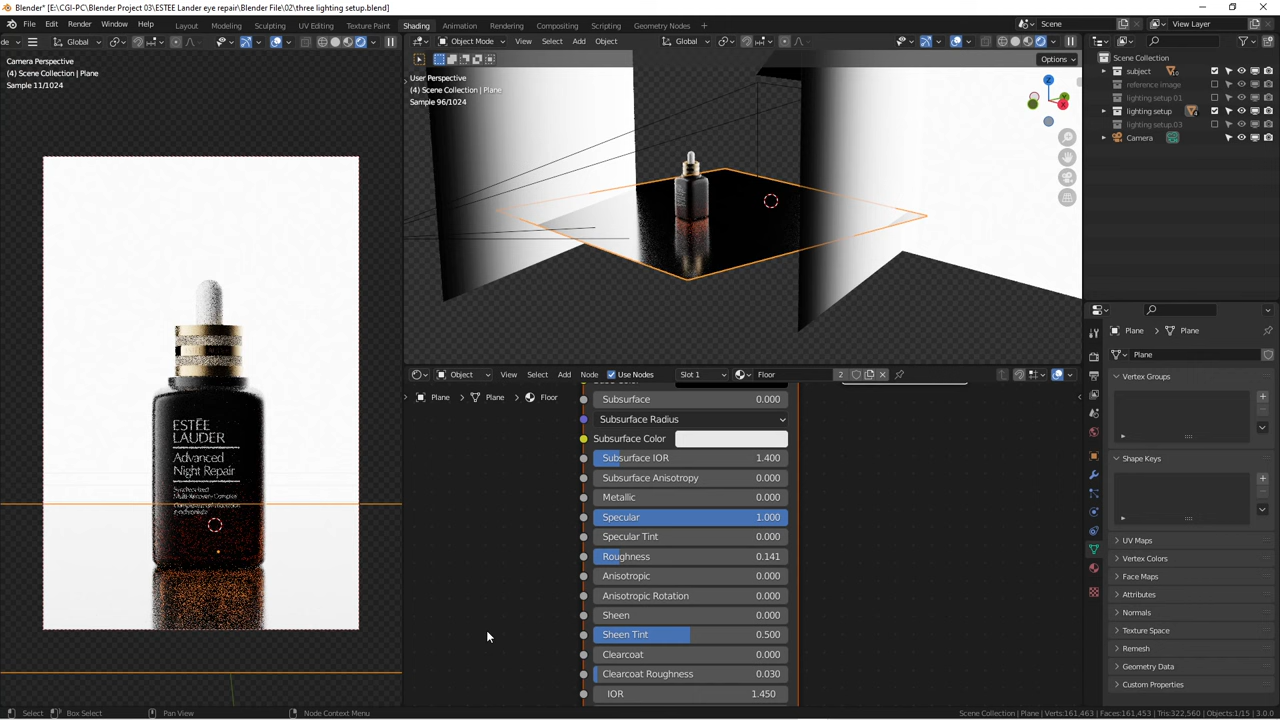 Blender* [E:\CGI-PC\Blender Project 03\ESTEE Lander eye repair\Blender File\02\three lighting setup.blend]
File Edit Render Window Help Layout Modeling Sculpting UV Editing Texture Paint Shading Animation Rendering Compositing Scripting Geometry Nodes + Scene View Layer
de Global Object Mode View Select Add Object Global
Options
Camera Perspective
(4) Scene Collection | Plane
Sample 11/1024
User Perspective
(4) Scene Collection | Plane
Sample 96/1024
Z
Y
X
Scene Collection
subject
reference image
lighting setup 01
lighting setup
lighting setup 03
Camera
ESTĒE
LAUDER
Advanced
Night Repair
Synchronized
Multi-Recovery Complex
Plane Plane
Plane
Vertex Groups
Shape Keys
UV Maps
Vertex Colors
Face Maps
Attributes
Normals
Texture Space
Remesh
Geometry Data
Custom Properties
Object View Select Add Node Use Nodes Slot 1 Floor 2
Plane Plane Floor
Subsurface 0.000
Subsurface Radius
Subsurface Color
Subsurface IOR 1.400
Subsurface Anisotropy 0.000
Metallic 0.000
Specular 1.000
Specular Tint 0.000
Roughness 0.141
Anisotropic 0.000
Anisotropic Rotation 0.000
Sheen 0.000
Sheen Tint 0.500
Clearcoat 0.000
Clearcoat Roughness 0.030
IOR 1.450
Select Box Select Pan View Node Context Menu Scene Collection | Plane | Verts:161,463 | Faces:161,453 | Tris:322,560 | Objects:1/15 | 3.0.0